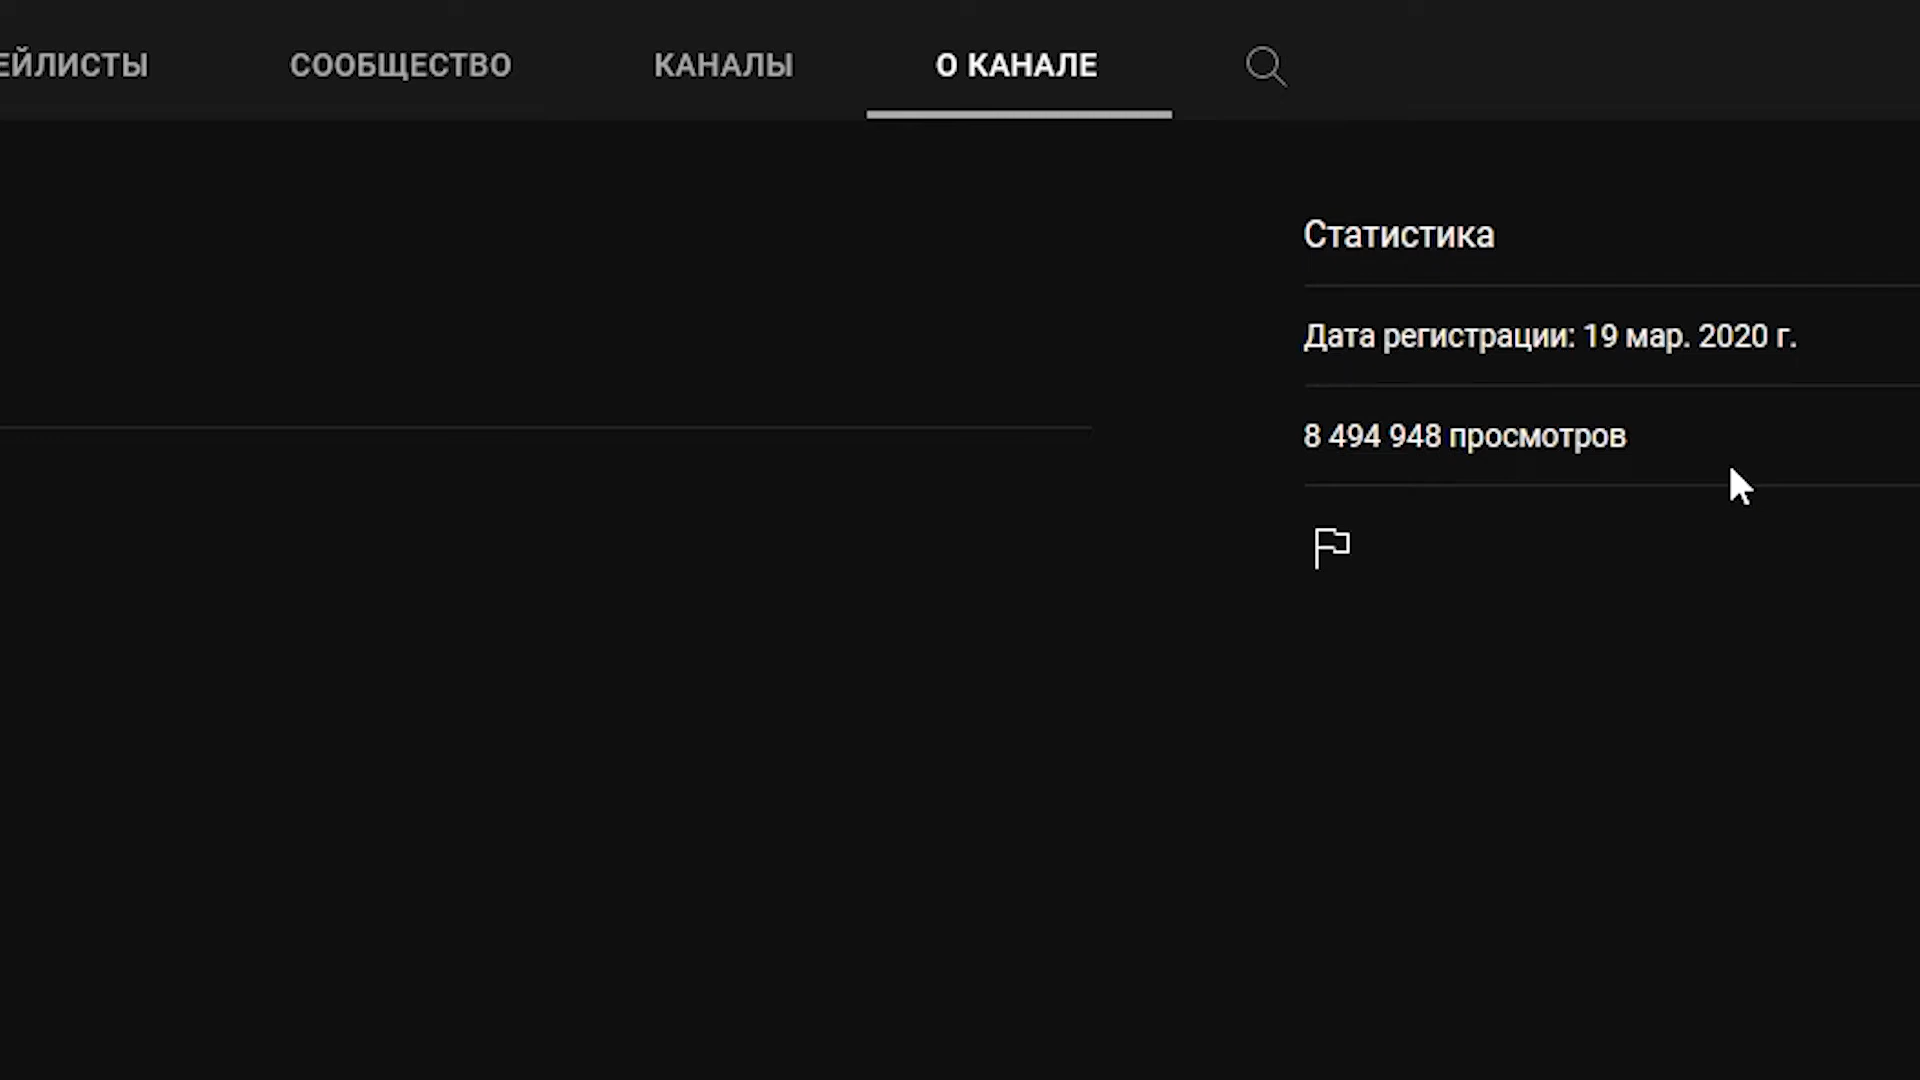 ЕЙЛИСТЫ СООБЩЕСТВО КАНАЛЫ О КАНАЛЕ
Статистика
Дата регистрации: 19 мар. 2020 г.
8 494 948 просмотров